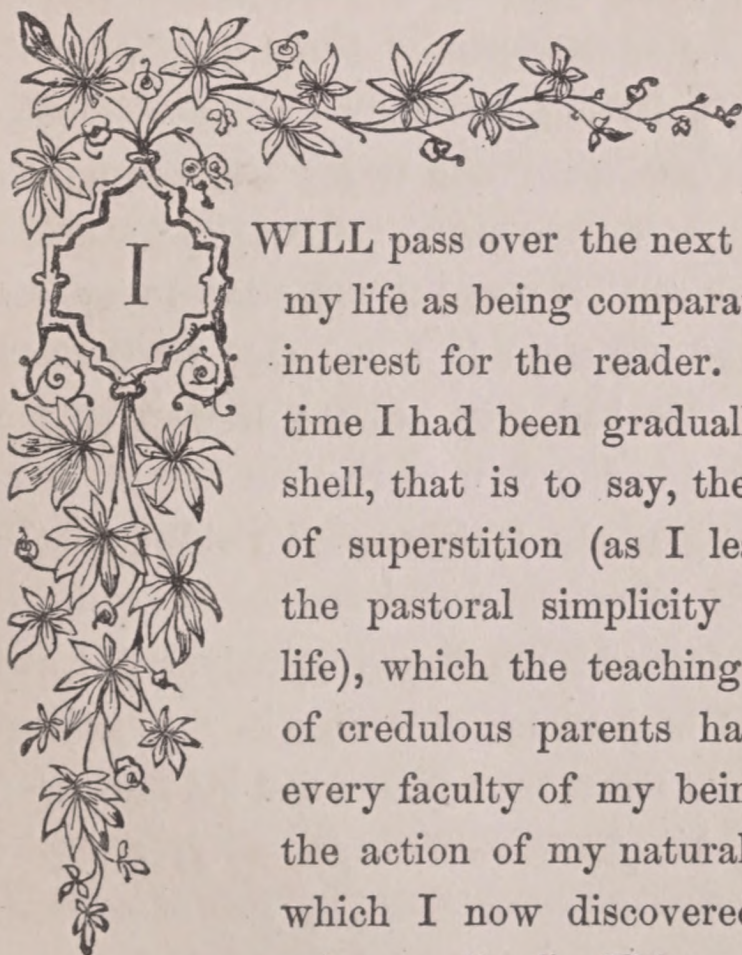 I WILL pass over the next
my life as being compara
interest for the reader.
time I had been gradual
shell, that is to say, the
of superstition (as I le
the pastoral simplicity
life), which the teaching
of credulous parents ha
every faculty of my bein
the action of my natural
which I now discovered